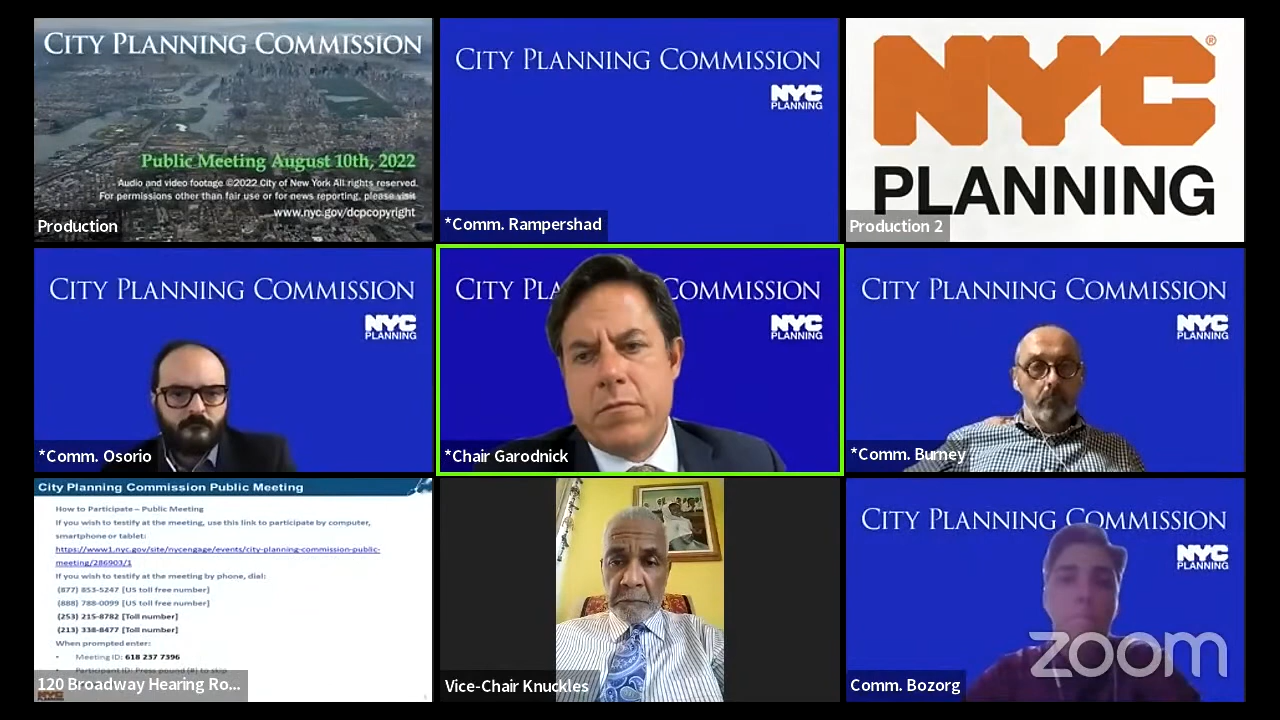 CITY PLANNING COMMISSION
Public Meeting August 10th, 2022
Audio and video footage ©2022 City of New York All rights reserved.
For permissions other than fair use or for news reporting, please visit
www.nyc.gov/dcpcopyright
Production
CITY PLANNING COMMISSION
NYC
PLANNING
*Comm. Rampershad
NYC®
PLANNING
Production 2
CITY PLANNING COMMISSION
NYC
PLANNING
*Comm. Osorio
CITY PLA COMMISSION
NYC
PLANNING
*Chair Garodnick
CITY PLANNING COMMISSION
NYC
PLANNING
*Comm. Burney
City Planning Commission Public Meeting
How to Participate – Public Meeting
If you wish to testify at the meeting, use this link to participate by computer,
smartphone or tablet:
https://www1.nyc.gov/site/nycengage/events/city-planning-commission-public-
meeting/286903/1
If you wish to testify at the meeting by phone, dial:
(877) 853-5247 [US toll free number]
(888) 788-0099 [US toll free number]
(253) 215-8782 [Toll number]
(213) 338-8477 [Toll number]
When prompted enter:
• Meeting ID: 618 237 7396
• Participant ID: Press pound (#) to skip
120 Broadway Hearing Ro...
Vice-Chair Knuckles
CITY PLANNING COMMISSION
NYC
PLANNING
Comm. Bozorg
zoom